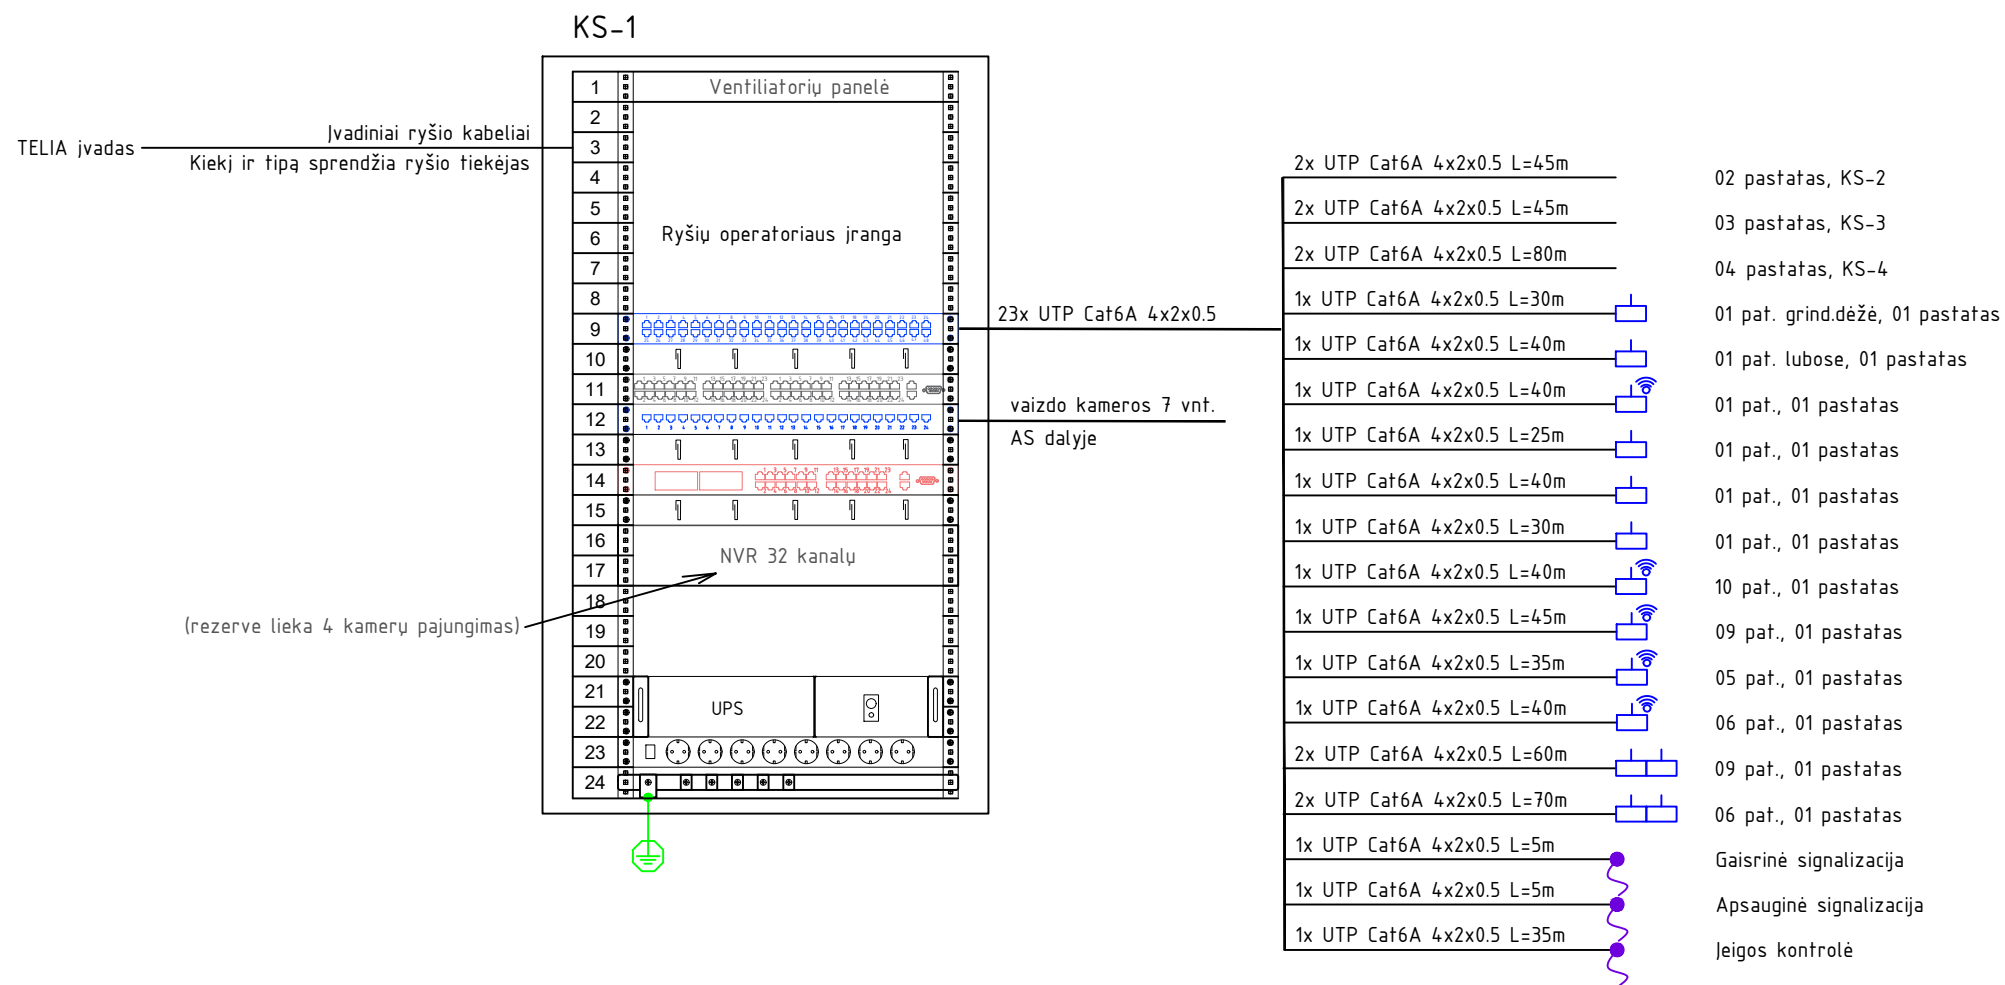 KS-1
1
Ventiliatorių panelė
2
3
4
5
6
7
8
9
10
11
12
13
14
15
16
17
18
19
20
21
22
23
24
TELIA įvadas
Įvadiniai ryšio kabeliai
Kiekį ir tipą sprendžia ryšio tiekėjas
Ryšių operatoriaus įranga
NVR 32 kanalų
(rezerve lieka 4 kamerų pajungimas)
UPS
23x UTP Cat6A 4x2x0.5
vaizdo kameros 7 vnt.
AS dalyje
2x UTP Cat6A 4x2x0.5 L=45m
02 pastatas, KS-2
2x UTP Cat6A 4x2x0.5 L=45m
03 pastatas, KS-3
2x UTP Cat6A 4x2x0.5 L=80m
04 pastatas, KS-4
1x UTP Cat6A 4x2x0.5 L=30m
01 pat. grind.dėžė, 01 pastatas
1x UTP Cat6A 4x2x0.5 L=40m
01 pat. lubose, 01 pastatas
1x UTP Cat6A 4x2x0.5 L=40m
01 pat., 01 pastatas
1x UTP Cat6A 4x2x0.5 L=25m
01 pat., 01 pastatas
1x UTP Cat6A 4x2x0.5 L=40m
01 pat., 01 pastatas
1x UTP Cat6A 4x2x0.5 L=30m
01 pat., 01 pastatas
1x UTP Cat6A 4x2x0.5 L=40m
10 pat., 01 pastatas
1x UTP Cat6A 4x2x0.5 L=45m
09 pat., 01 pastatas
1x UTP Cat6A 4x2x0.5 L=35m
05 pat., 01 pastatas
1x UTP Cat6A 4x2x0.5 L=40m
06 pat., 01 pastatas
2x UTP Cat6A 4x2x0.5 L=60m
09 pat., 01 pastatas
2x UTP Cat6A 4x2x0.5 L=70m
06 pat., 01 pastatas
1x UTP Cat6A 4x2x0.5 L=5m
Gaisrinė signalizacija
1x UTP Cat6A 4x2x0.5 L=5m
Apsauginė signalizacija
1x UTP Cat6A 4x2x0.5 L=35m
Įeigos kontrolė